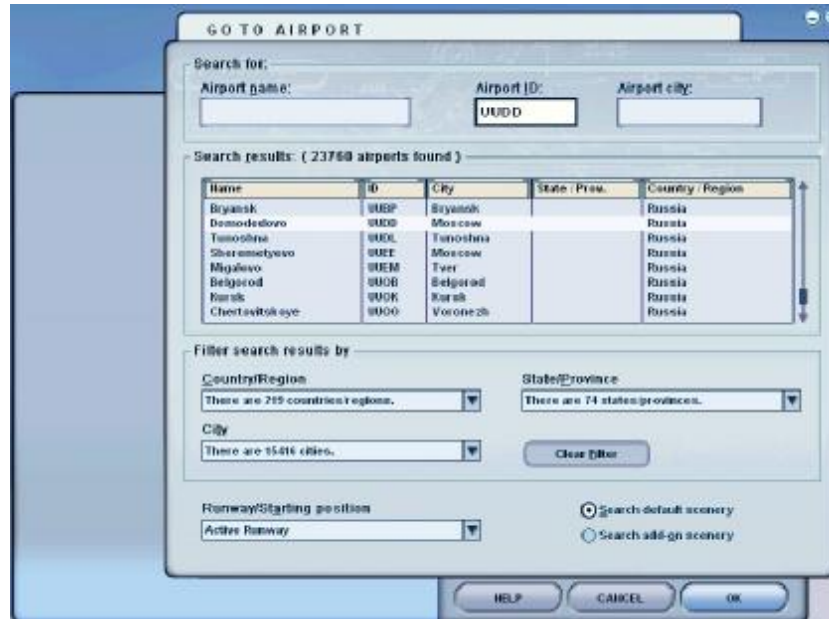 GO TO AIRPORT
Search for:
Airport name: Airport ID: Airport city:
UUDD
Search results: ( 23760 airports found )
Name ID City State / Prov. Country / Region
Bryansk UUBP Bryansk Russia
Domodedovo UUDD Moscow Russia
Tunoshna UUDL Tunoshna Russia
Sheremetyevo UUEE Moscow Russia
Migalovo UUEM Tver Russia
Belgorod UUOB Belgorod Russia
Kursk UUOK Kursk Russia
Chertovitskoye UUOO Voronezh Russia
Filter search results by
Country/Region State/Province
There are 219 countries/regions. There are 74 states/provinces.
City
There are 15416 cities.
Clear filter
Runway/Starting position
Active Runway
Search default scenery
Search add-on scenery
HELP CANCEL OK